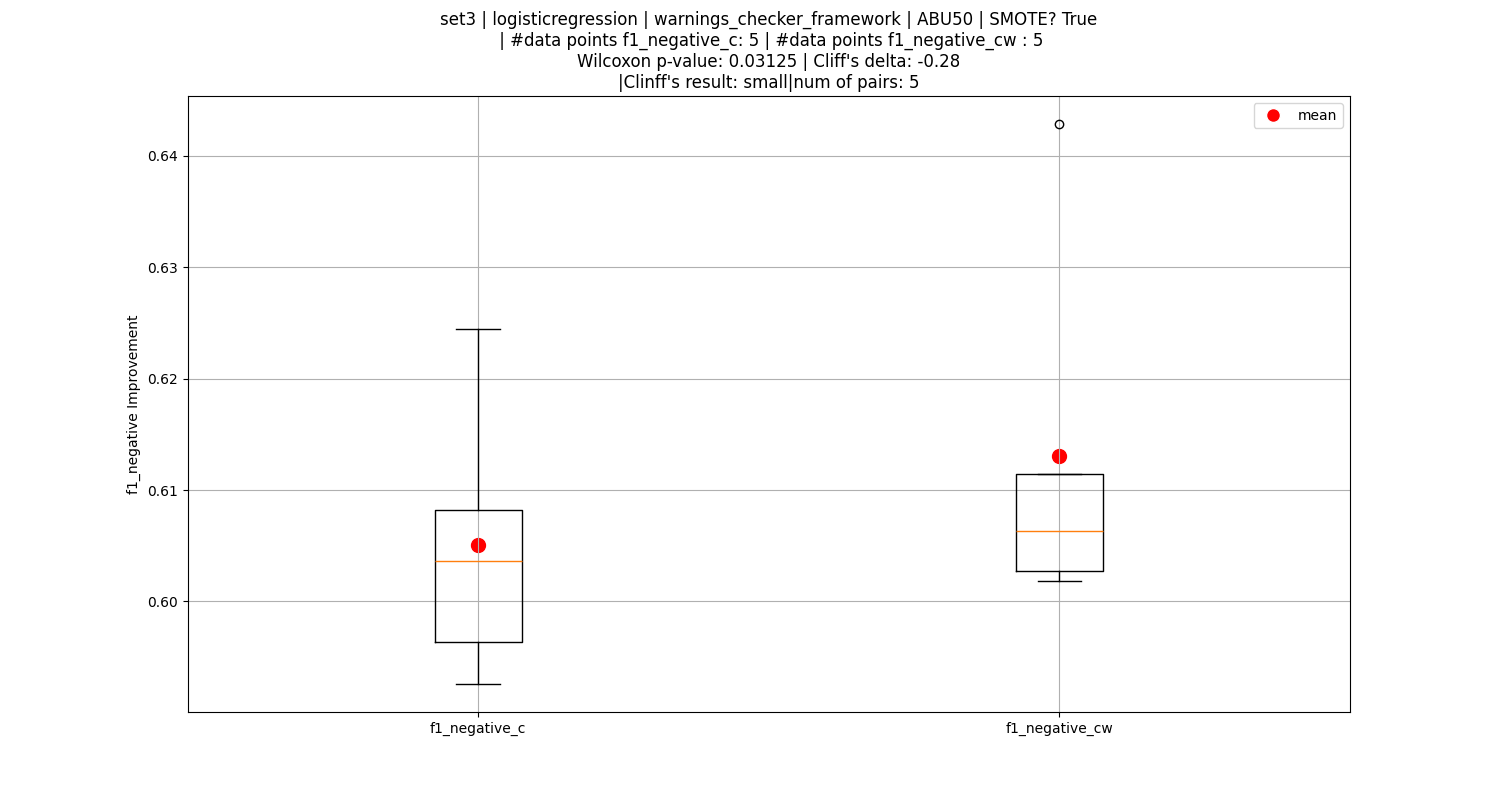 set3 | logisticregression | warnings_checker_framework | ABU50 | SMOTE? True
| #data points f1_negative_c: 5 | #data points f1_negative_cw : 5
Wilcoxon p-value: 0.03125 | Cliff's delta: -0.28
|Clinff's result: small|num of pairs: 5
mean
0.64
0.63
0.62
0.61
0.60
f1_negative Improvement
f1_negative_c
f1_negative_cw